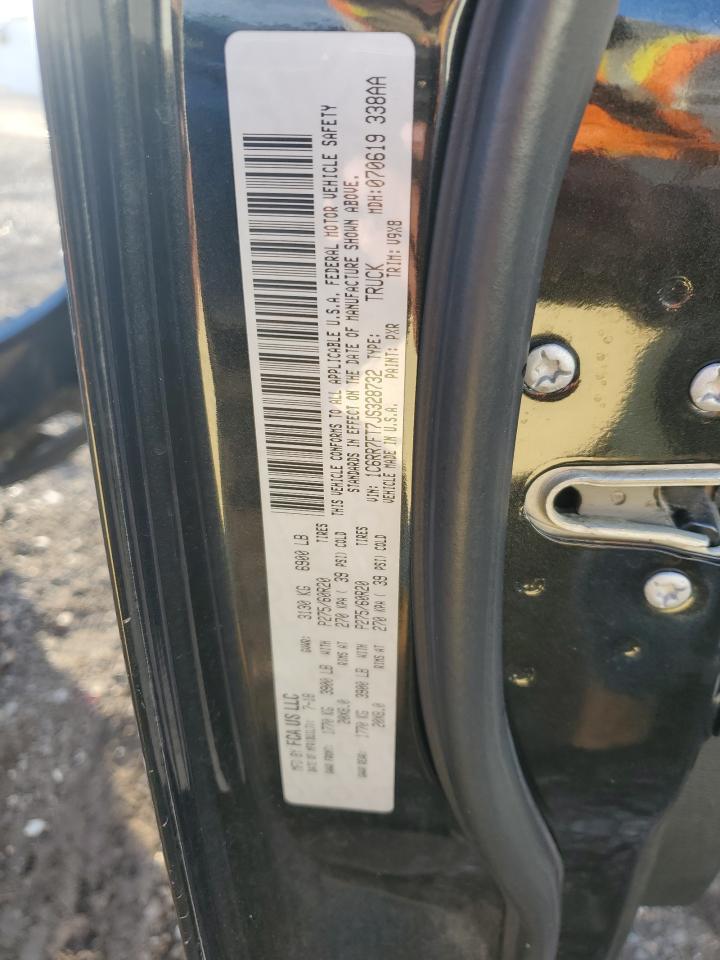 MFD BY FCA US LLC
DATE OF MFR: 7-18 GVWR: 3130 KG 6900 LB
GAWR FRONT: 1770 KG 3900 LB WITH P275/60R20 TIRES
20X8.0 RIMS AT 270 KPA ( 39 PSI) COLD
GAWR REAR: 1770 KG 3900 LB WITH P275/60R20 TIRES
20X8.0 RIMS AT 270 KPA ( 39 PSI) COLD
THIS VEHICLE CONFORMS TO ALL APPLICABLE U.S.A. FEDERAL MOTOR VEHICLE SAFETY
STANDARDS IN EFFECT ON THE DATE OF MANUFACTURE SHOWN ABOVE.
VIN: 1C6RR7FT7JS328732 TYPE: TRUCK MDH:070619 338AA
VEHICLE MADE IN U.S.A. PAINT: PXR TRIM: V9X8